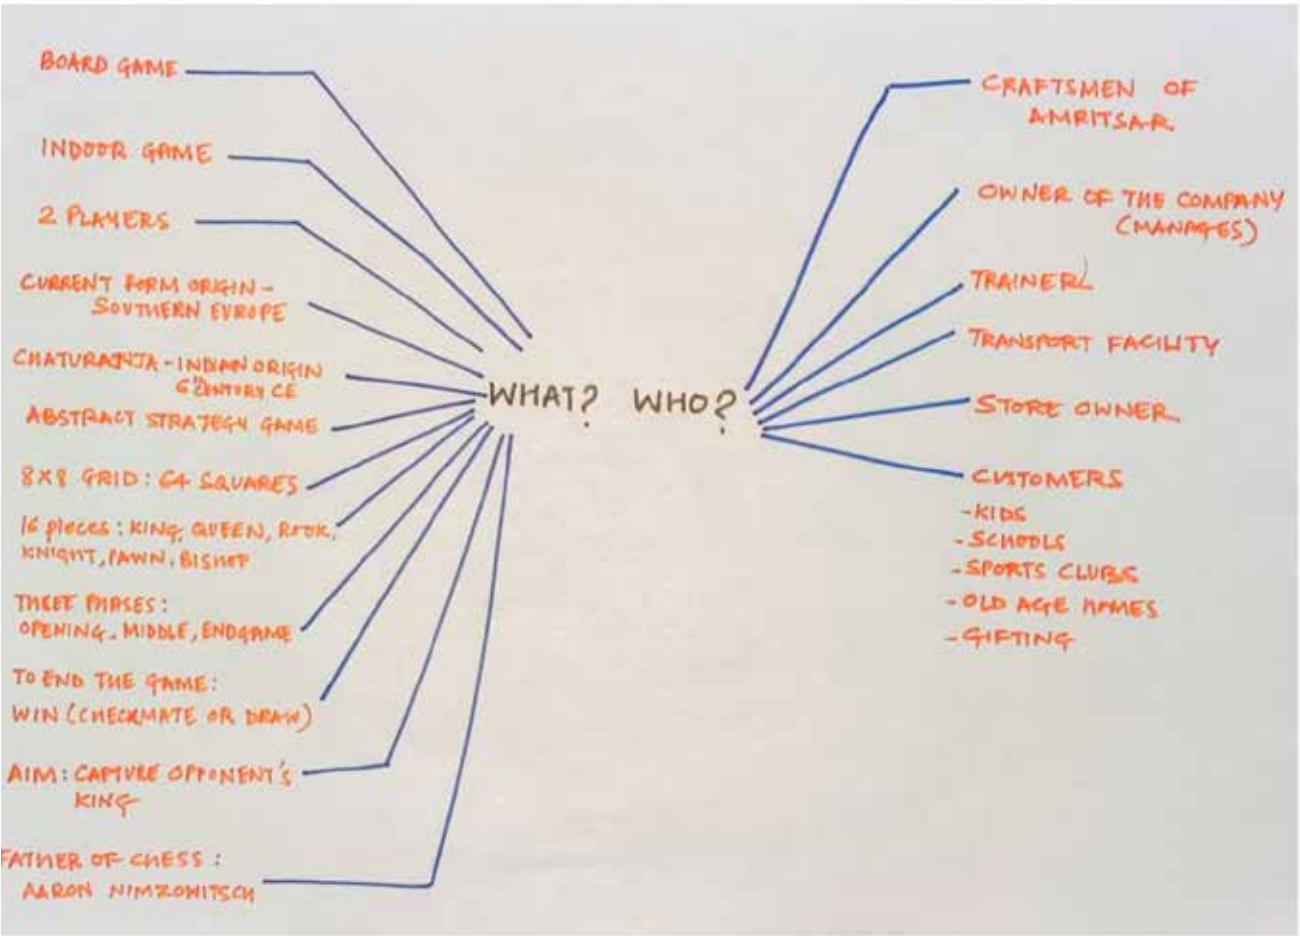 BOARD GAME
INDOOR GAME
2 PLAYERS
CURRENT FORM ORIGIN -
SOUTHERN EUROPE
CHATURANJA - INDIAN ORIGIN
6th CENTURY CE
ABSTRACT STRATEGY GAME
8X8 GRID : 64 SQUARES
16 pieces : KING, QUEEN, ROOK,
KNIGHT, PAWN, BISHOP
THREE PHASES :
OPENING, MIDDLE, ENDGAME
TO END THE GAME :
WIN (CHECKMATE OR DRAW)
AIM : CAPTURE OPPONENT'S
KING
FATHER OF CHESS :
AARON NIMZOWITSCH
WHAT? WHO?
CRAFTSMEN OF
AMRITSAR
OWNER OF THE COMPANY
(MANAGES)
TRAINER
TRANSPORT FACILITY
STORE OWNER
CUSTOMERS
- KIDS
- SCHOOLS
- SPORTS CLUBS
- OLD AGE HOMES
- GIFTING